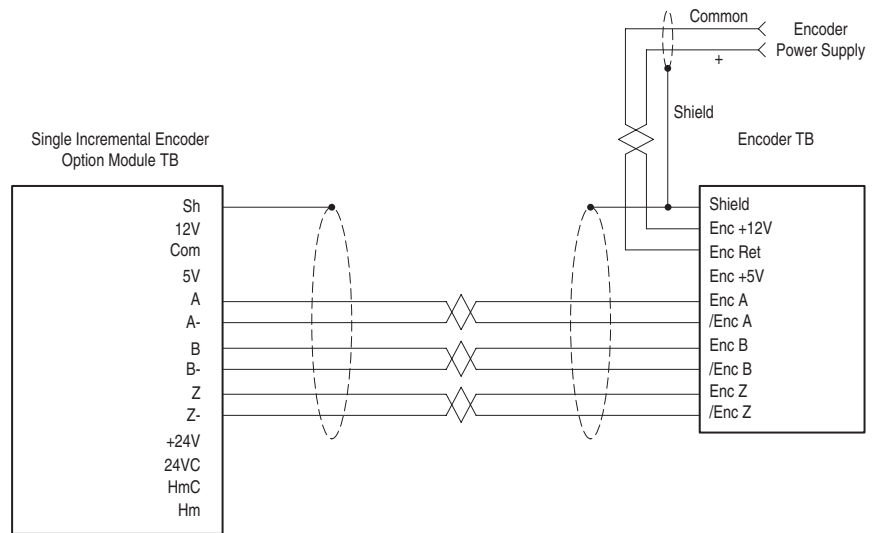 Common
Encoder
Power Supply
+
Shield
Single Incremental Encoder
Option Module TB
Encoder TB
Sh
12V
Com
5V
A
A-
B
B-
Z
Z-
+24V
24VC
HmC
Hm
Shield
Enc +12V
Enc Ret
Enc +5V
Enc A
/Enc A
Enc B
/Enc B
Enc Z
/Enc Z